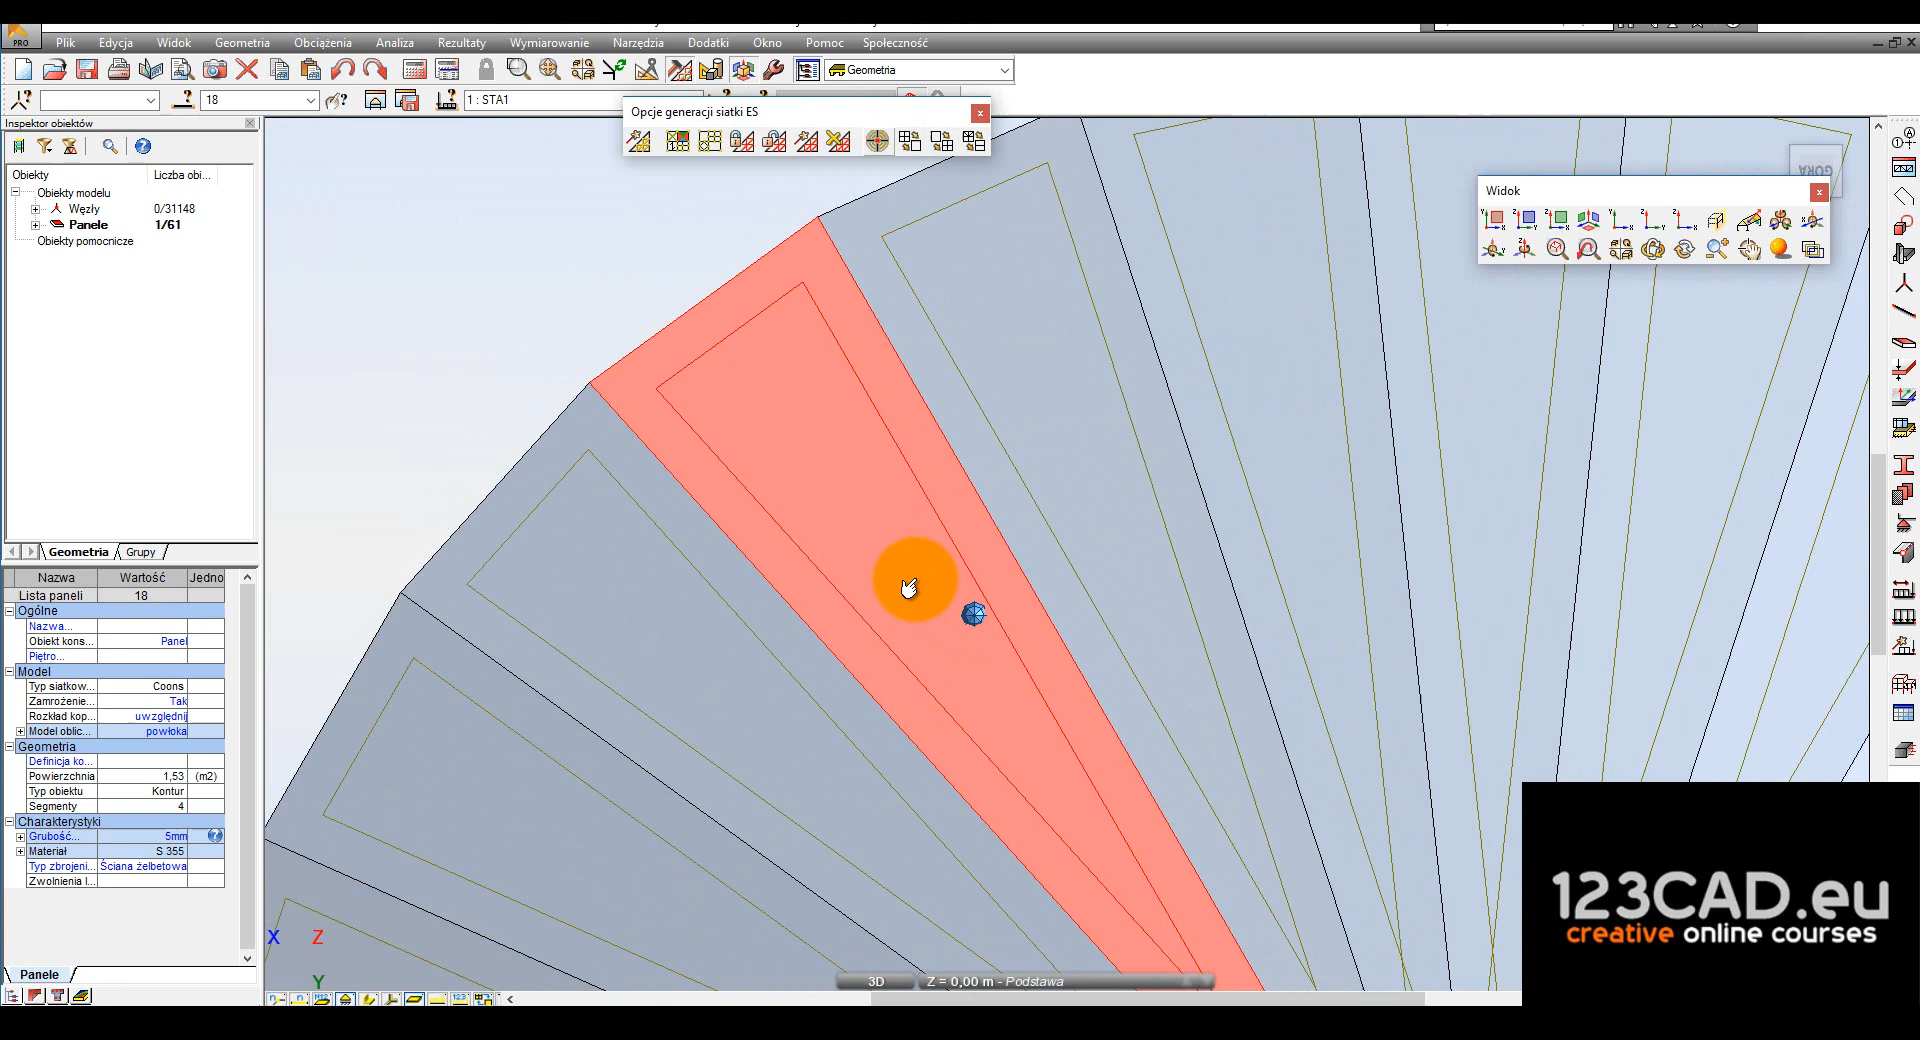 PRO
Plik Edycja Widok Geometria Obciążenia Analiza Rezultaty Wymiarowanie Narzędzia Dodatki Okno Pomoc Społeczność
Geometria
18
1 : STA1
Opcje generacji siatki ES
Inspektor obiektów
Obiekty Liczba obi...
Obiekty modelu
Węzły 0/31148
Panele 1/61
Obiekty pomocnicze
Geometria Grupy
Nazwa Wartość Jedno
Lista paneli 18
Ogólne
Nazwa...
Obiekt kons... Panel
Piętro...
Model
Typ siatkow... Coons
Zamrożenie... Tak
Rozkład kop... uwzględnij
Model oblic... powłoka
Geometria
Definicja ko...
Powierzchnia 1,53 (m2)
Typ obiektu Kontur
Segmenty 4
Charakterystyki
Grubość... 5mm
Materiał S 355
Typ zbrojeni... Ściana żelbetowa
Zwolnienia l...
Panele
Widok
GÓRA
X Z
Y
3D Z = 0,00 m - Podstawa
123CAD.eu
creative online courses